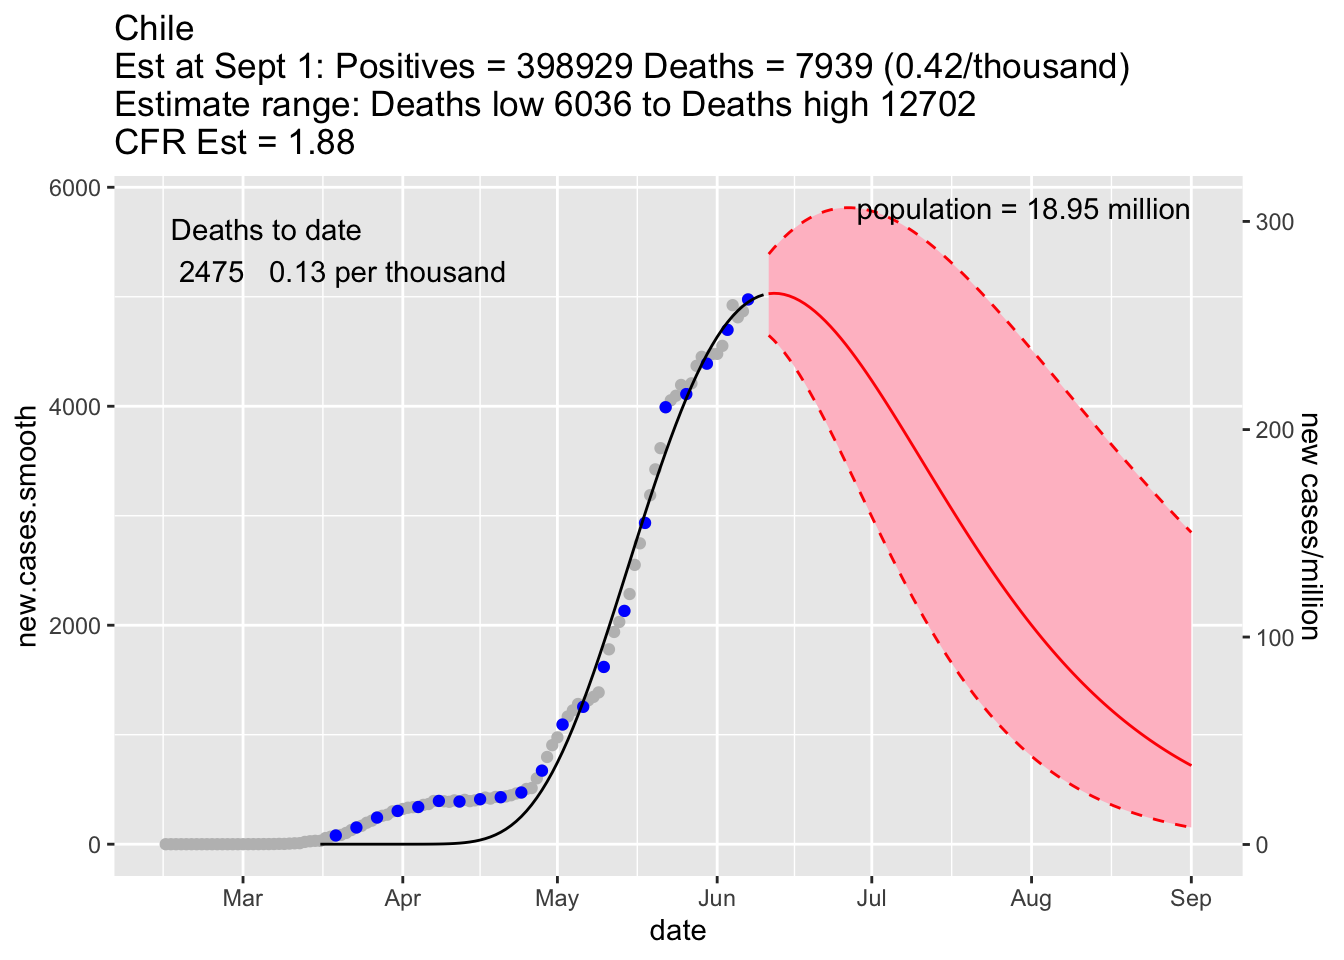 Chile
Est at Sept 1: Positives = 398929 Deaths = 7939 (0.42/thousand)
Estimate range: Deaths low 6036 to Deaths high 12702
CFR Est = 1.88
Deaths to date
2475 0.13 per thousand
population = 18.95 million
new.cases.smooth
6000
4000
2000
0
new cases/million
300
200
100
0
Mar Apr May Jun Jul Aug Sep
date